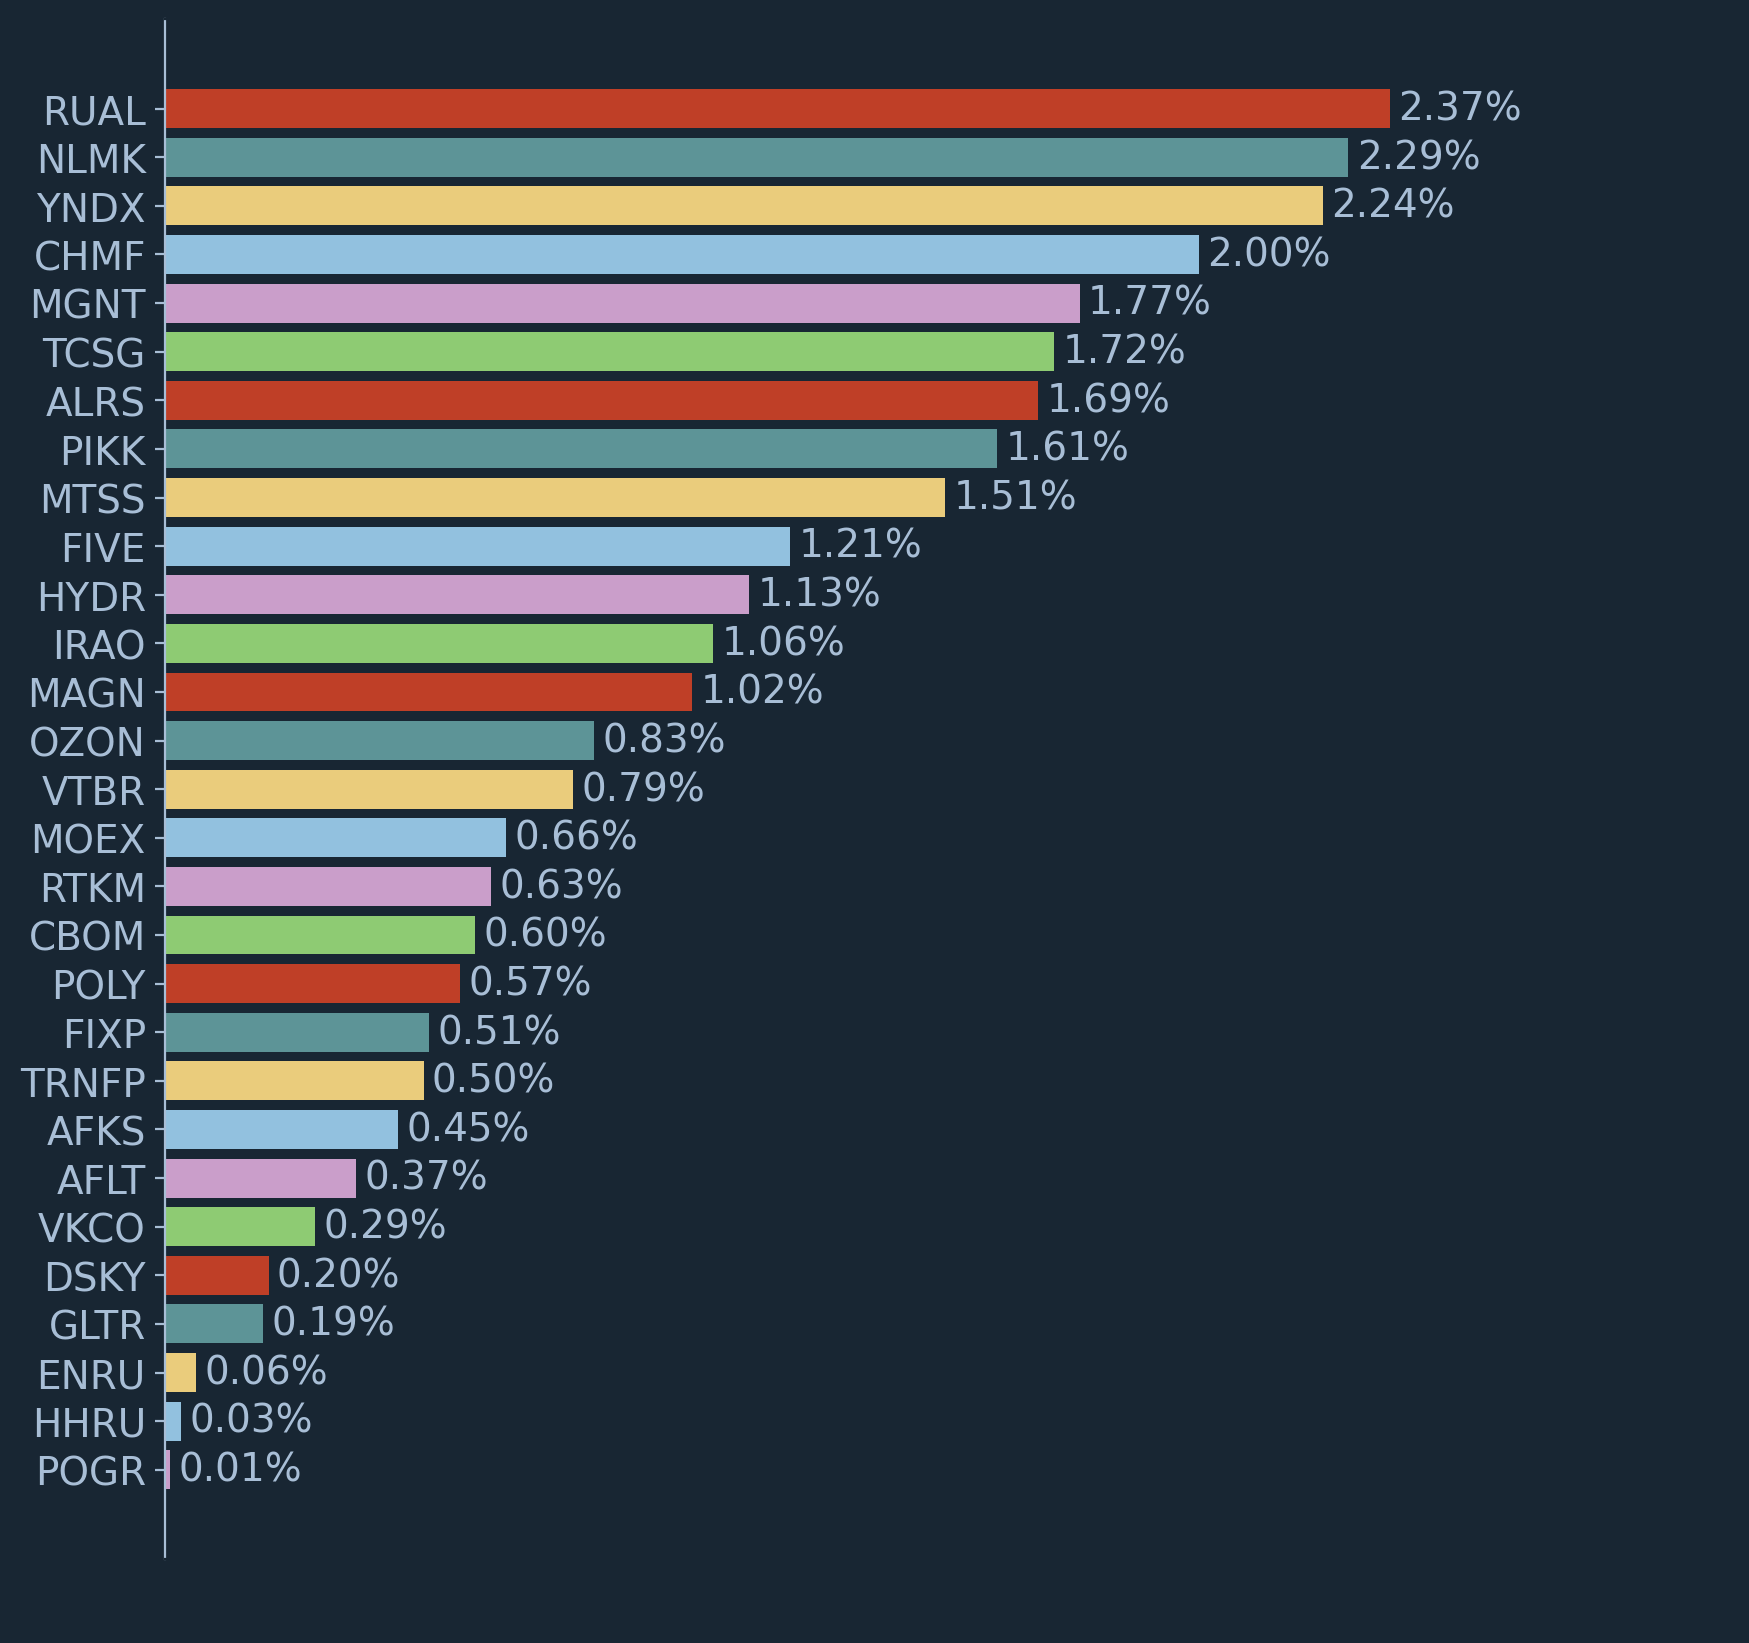 RUAL 2.37%
NLMK 2.29%
YNDX 2.24%
CHMF 2.00%
MGNT 1.77%
TCSG 1.72%
ALRS 1.69%
PIKK 1.61%
MTSS 1.51%
FIVE 1.21%
HYDR 1.13%
IRAO 1.06%
MAGN 1.02%
OZON 0.83%
VTBR 0.79%
MOEX 0.66%
RTKM 0.63%
CBOM 0.60%
POLY 0.57%
FIXP 0.51%
TRNFP 0.50%
AFKS 0.45%
AFLT 0.37%
VKCO 0.29%
DSKY 0.20%
GLTR 0.19%
ENRU 0.06%
HHRU 0.03%
POGR 0.01%